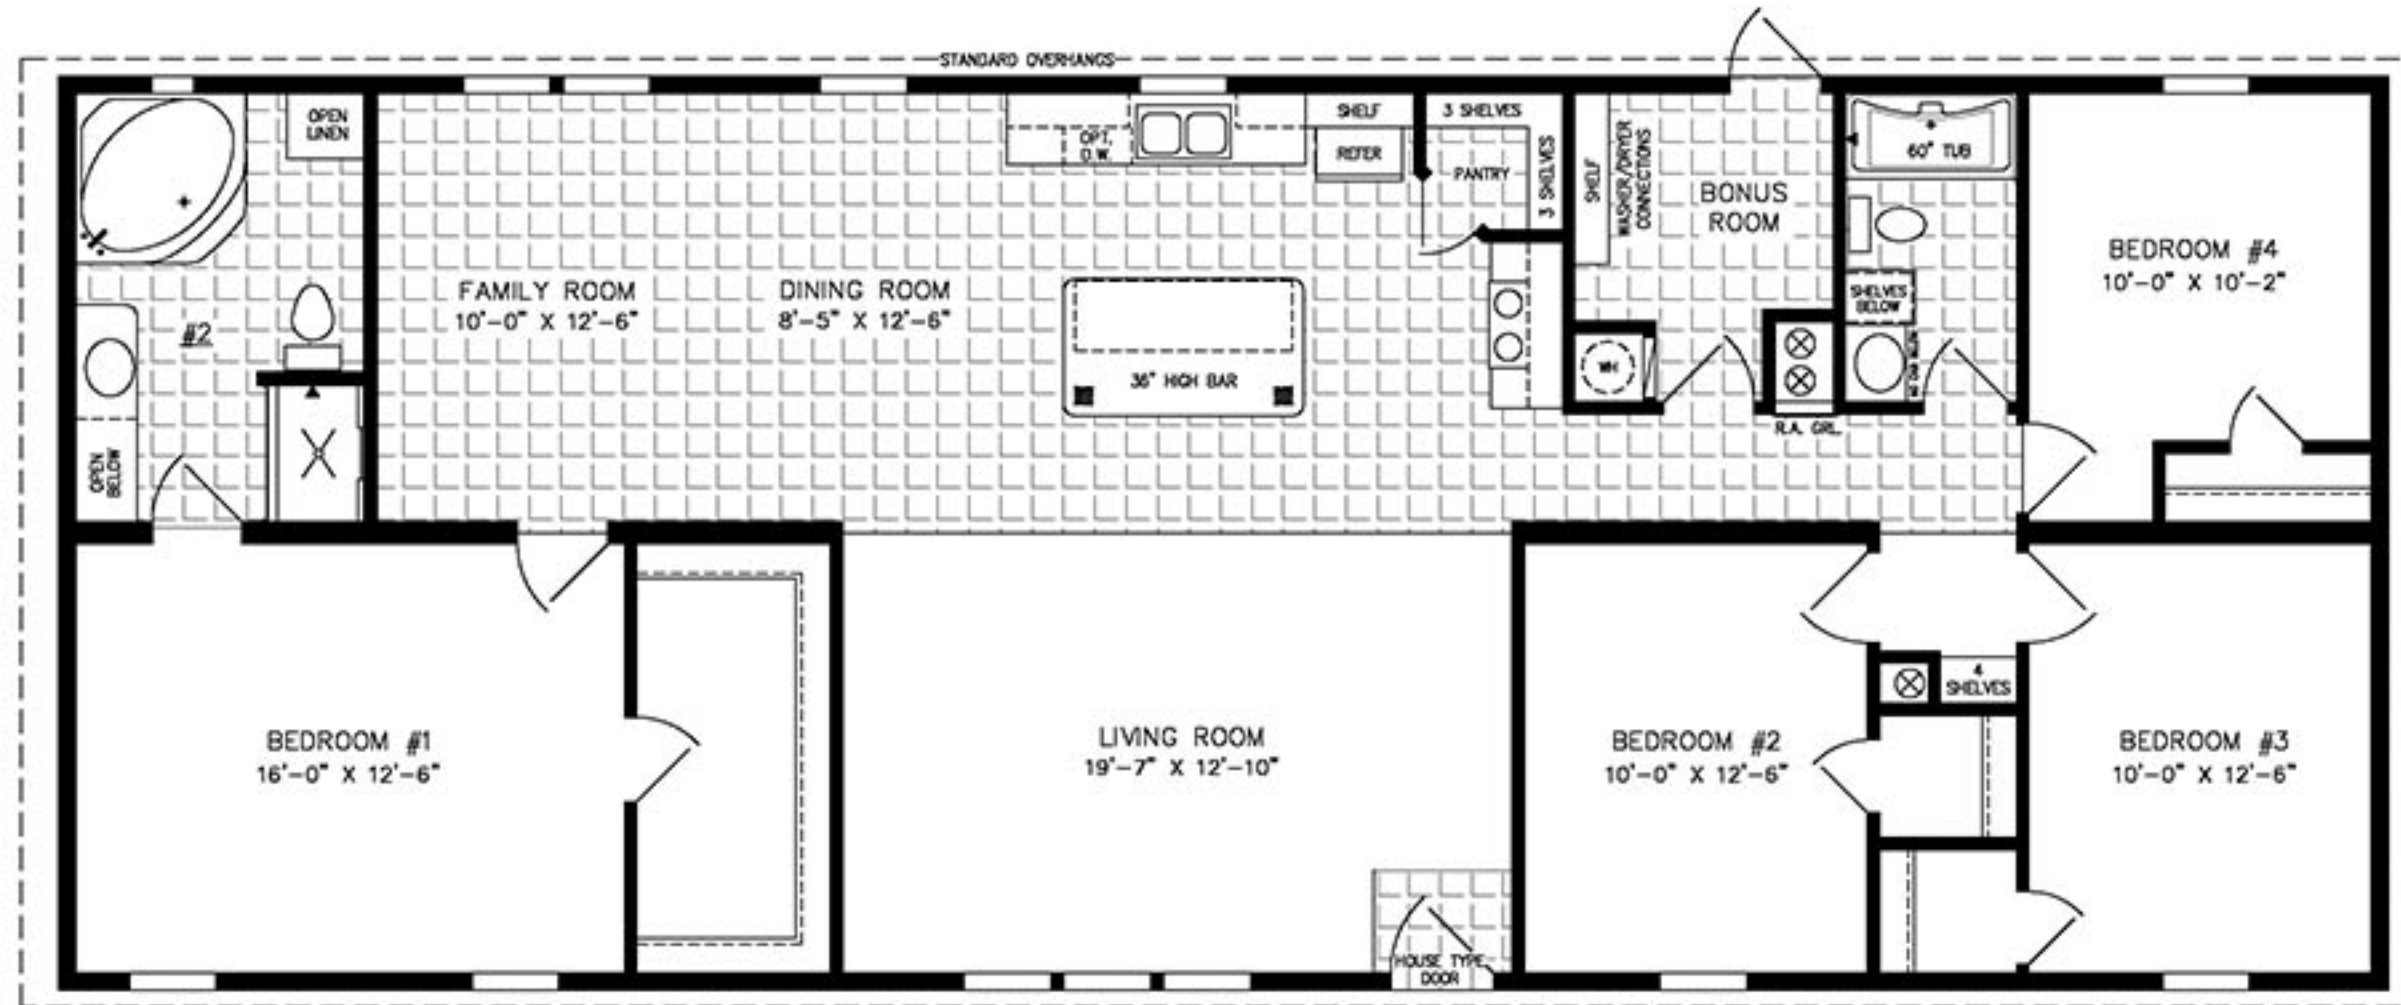 STANDARD OVERHANGS
OPEN
LINEN
#2
OPEN
BELOW
FAMILY ROOM
10'-0" X 12'-6"
DINING ROOM
8'-5" X 12'-6"
OPT.
D.W.
SHELF
REFER
3 SHELVES
3 SHELVES
PANTRY
36" HIGH BAR
SHELF
WASHER/DRYER
CONNECTIONS
BONUS
ROOM
WH
R.A. GRL.
60" TUB
SHELVES
BELOW
BEDROOM #4
10'-0" X 10'-2"
BEDROOM #1
16'-0" X 12'-6"
LIVING ROOM
19'-7" X 12'-10"
HOUSE TYPE
DOOR
BEDROOM #2
10'-0" X 12'-6"
4
SHELVES
BEDROOM #3
10'-0" X 12'-6"